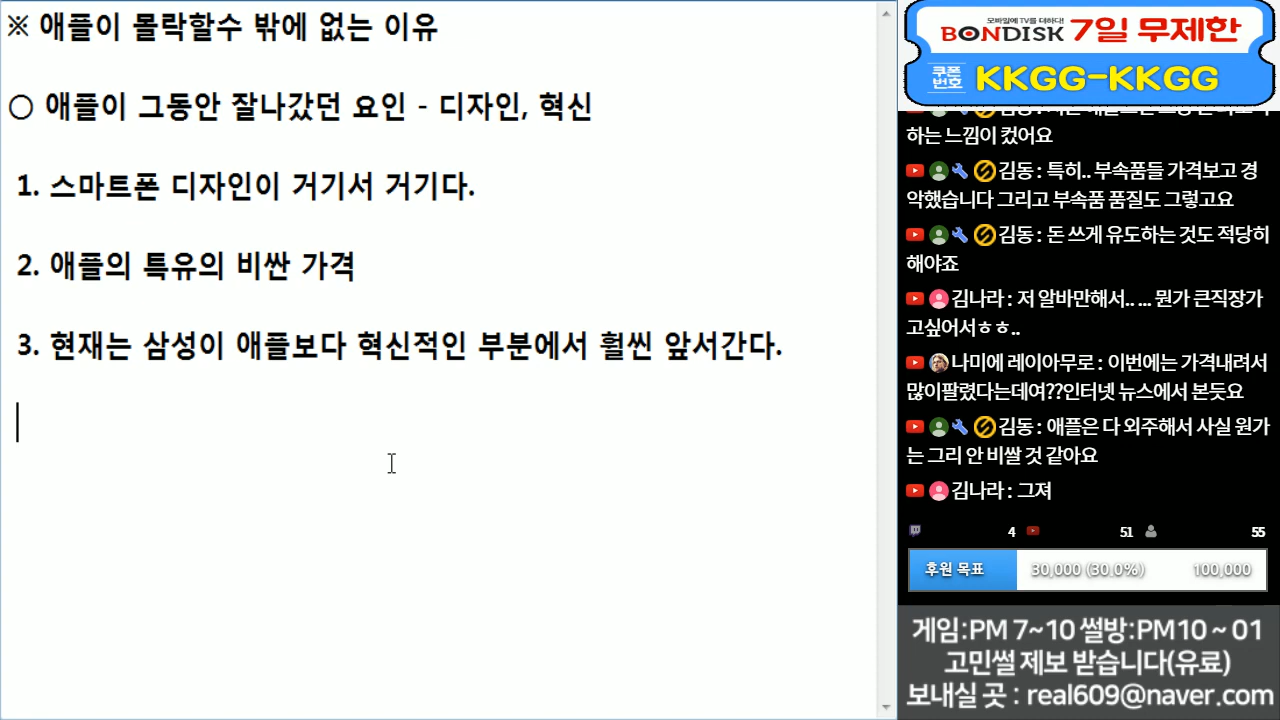 ※ 애플이 몰락할수 밖에 없는 이유
○ 애플이 그동안 잘나갔던 요인 - 디자인, 혁신
1. 스마트폰 디자인이 거기서 거기다.
2. 애플의 특유의 비싼 가격
3. 현재는 삼성이 애플보다 혁신적인 부분에서 훨씬 앞서간다.
모바일에 TV를 더하다!
BONDISK 7일 무제한
쿠폰
번호 KKGG-KKGG
하는 느낌이 컸어요
김동 : 특히.. 부속품들 가격보고 경
악했습니다 그리고 부속품 품질도 그렇고요
김동 : 돈 쓰게 유도하는 것도 적당히
해야죠
김나라 : 저 알바만해서.. ... 뭔가 큰직장가
고싶어서ㅎㅎ..
나미에 레이아무로 : 이번에는 가격내려서
많이팔렸다는데여??인터넷 뉴스에서 본듯요
김동 : 애플은 다 외주해서 사실 원가
는 그리 안 비쌀 것 같아요
김나라 : 그져
4 51 55
후원 목표 30,000 (30.0%) 100,000
게임:PM 7~10 썰방:PM10 ~ 01
고민썰 제보 받습니다(유료)
보내실 곳 : real609@naver.com